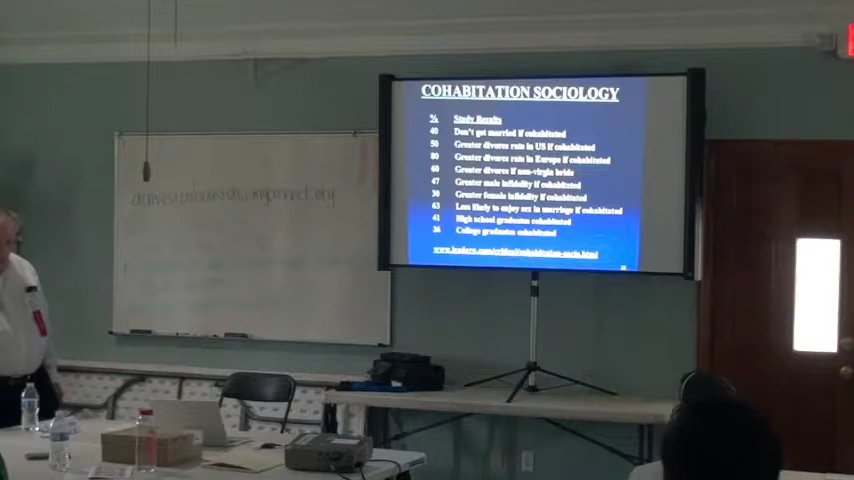 COHABITATION SOCIOLOGY
% Study Results
40 Don't get married if cohabitated
50 Greater divorce rate in US if cohabitated
80 Greater divorce rate in Europe if cohabitated
60 Greater divorce if non-virgin bride
47 Greater male infidelity if cohabitated
Greater female infidelity if cohabitated
63 Less likely to enjoy sex in marriage if cohabitated
41 High school graduates cohabitated
College graduates cohabitated